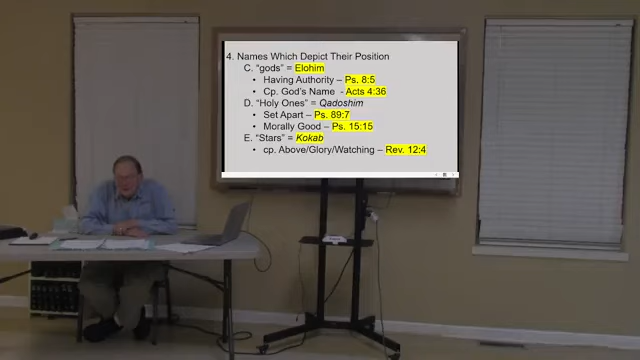 4. Names Which Depict Their Position
C. “gods” = Elohim
• Having Authority – Ps. 8:5
• Cp. God’s Name - Acts 4:36
D. “Holy Ones” = Qadoshim
• Set Apart – Ps. 89:7
• Morally Good – Ps. 15:15
E. “Stars” = Kokab
• cp. Above/Glory/Watching – Rev. 12:4